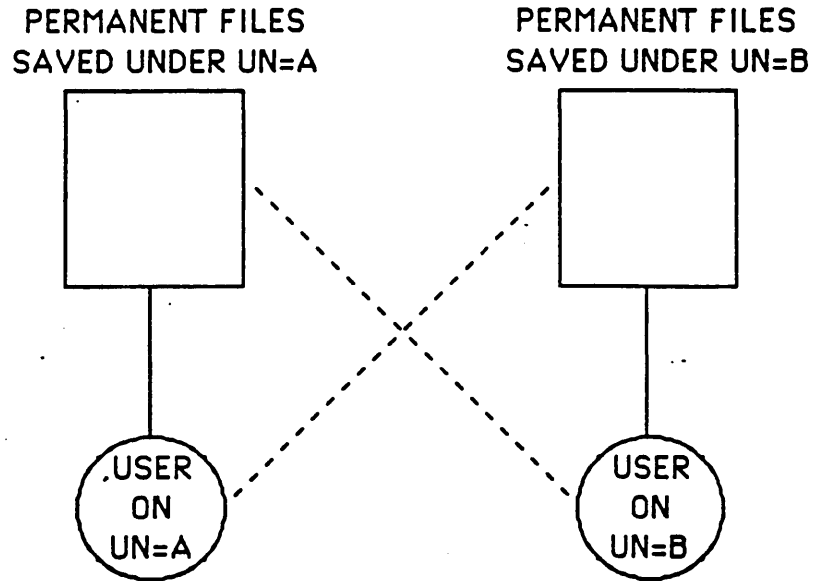 PERMANENT FILES
SAVED UNDER UN=A
PERMANENT FILES
SAVED UNDER UN=B
USER
ON
UN=A
USER
ON
UN=B